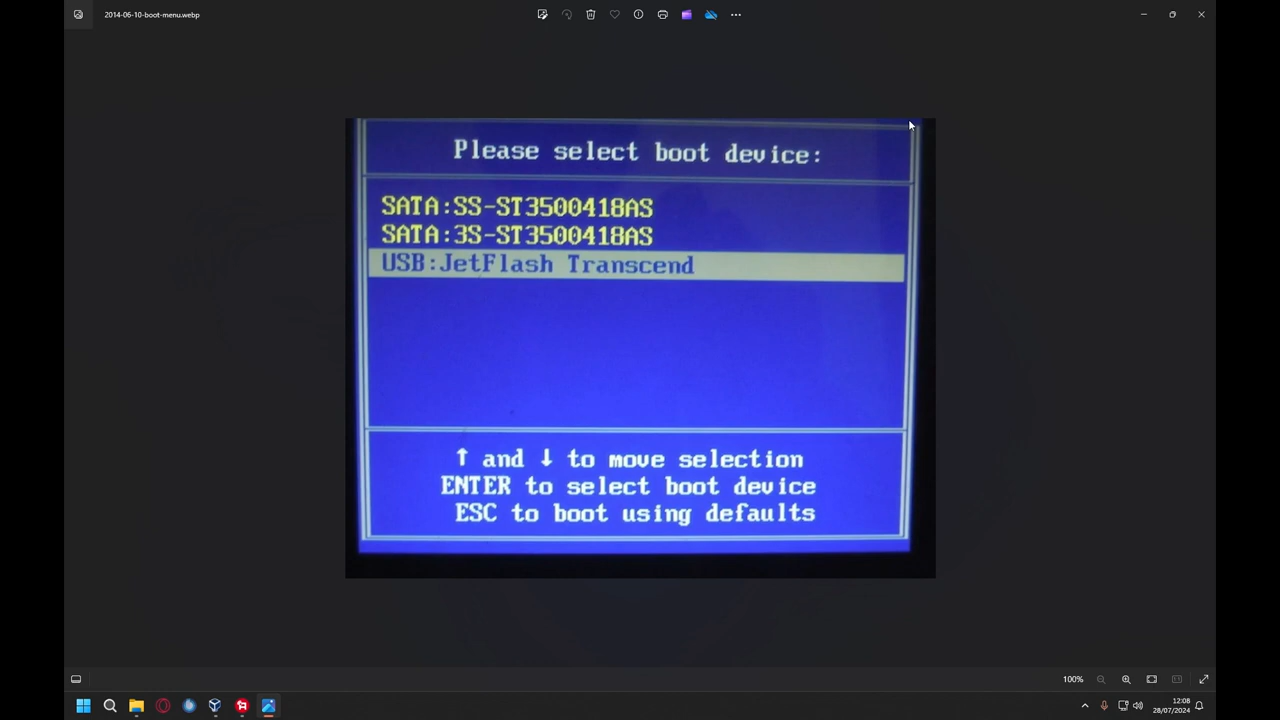 2014-06-10-boot-menu.webp
Please select boot device:
SATA:SS-ST3500418AS
SATA:3S-ST3500418AS
USB:JetFlash Transcend
↑ and ↓ to move selection
ENTER to select boot device
ESC to boot using defaults
100%
12:08
28/07/2024